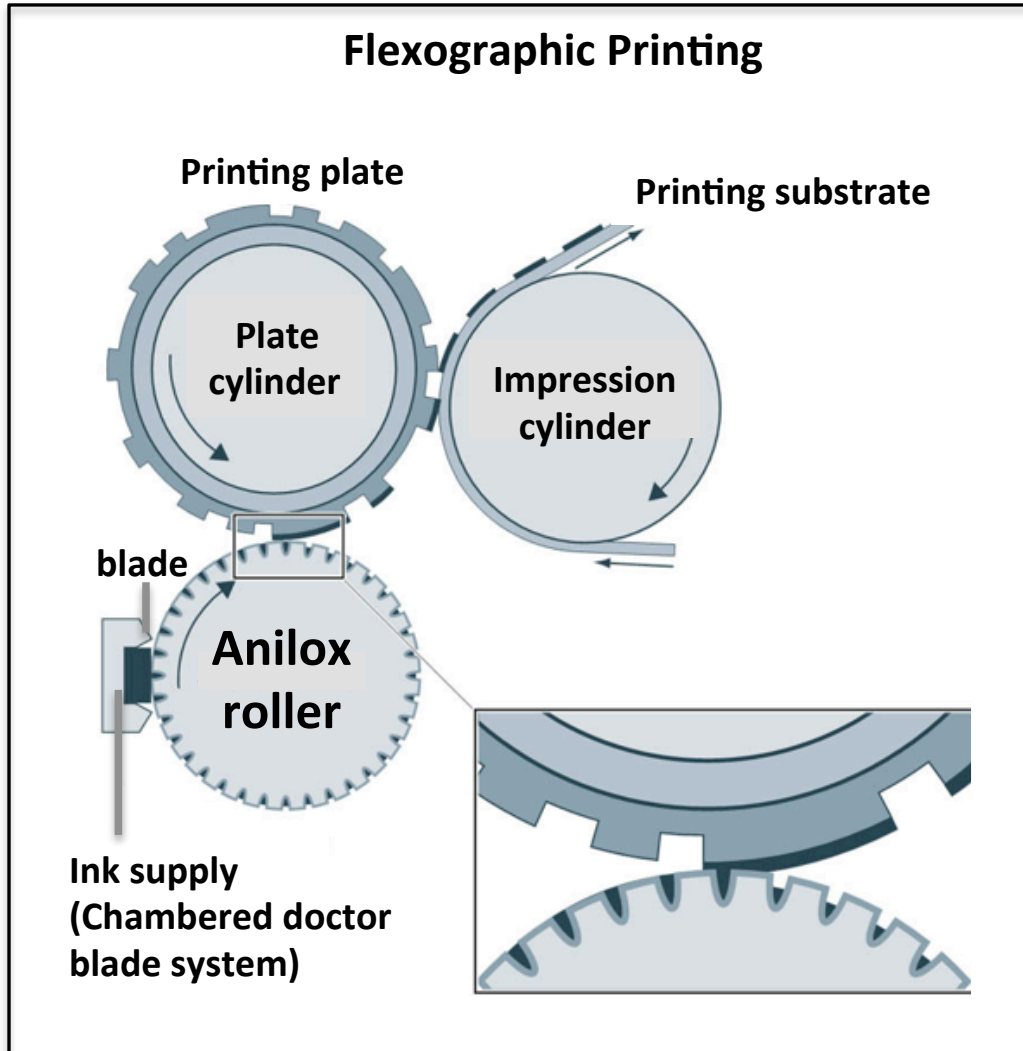 Flexographic Printing
Printing plate
Printing substrate
Plate
cylinder
Impression
cylinder
blade
Anilox
roller
Ink supply
(Chambered doctor
blade system)